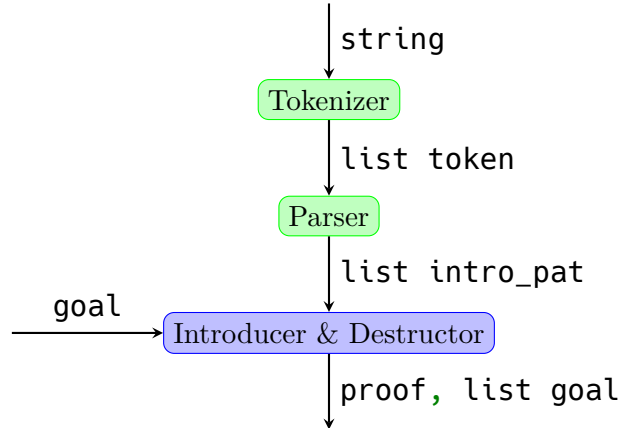 string
Tokenizer
list token
Parser
list intro_pat
goal
Introducer & Destructor
proof, list goal